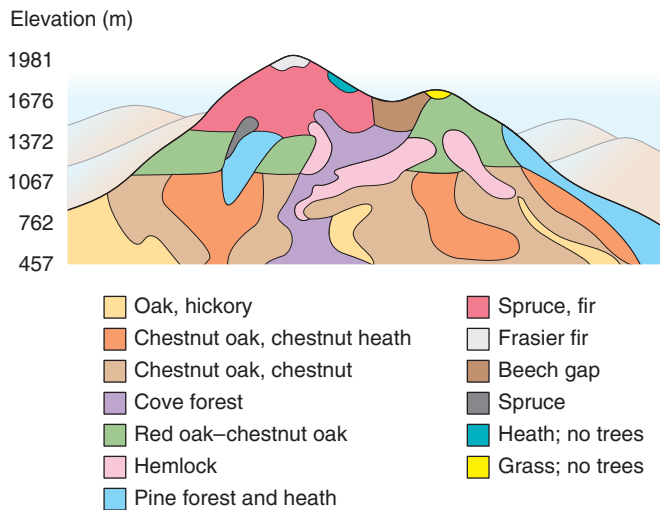 Elevation (m)
1981
1676
1372
1067
762
457
Oak, hickory
Chestnut oak, chestnut heath
Chestnut oak, chestnut
Cove forest
Red oak–chestnut oak
Hemlock
Pine forest and heath
Spruce, fir
Frasier fir
Beech gap
Spruce
Heath; no trees
Grass; no trees